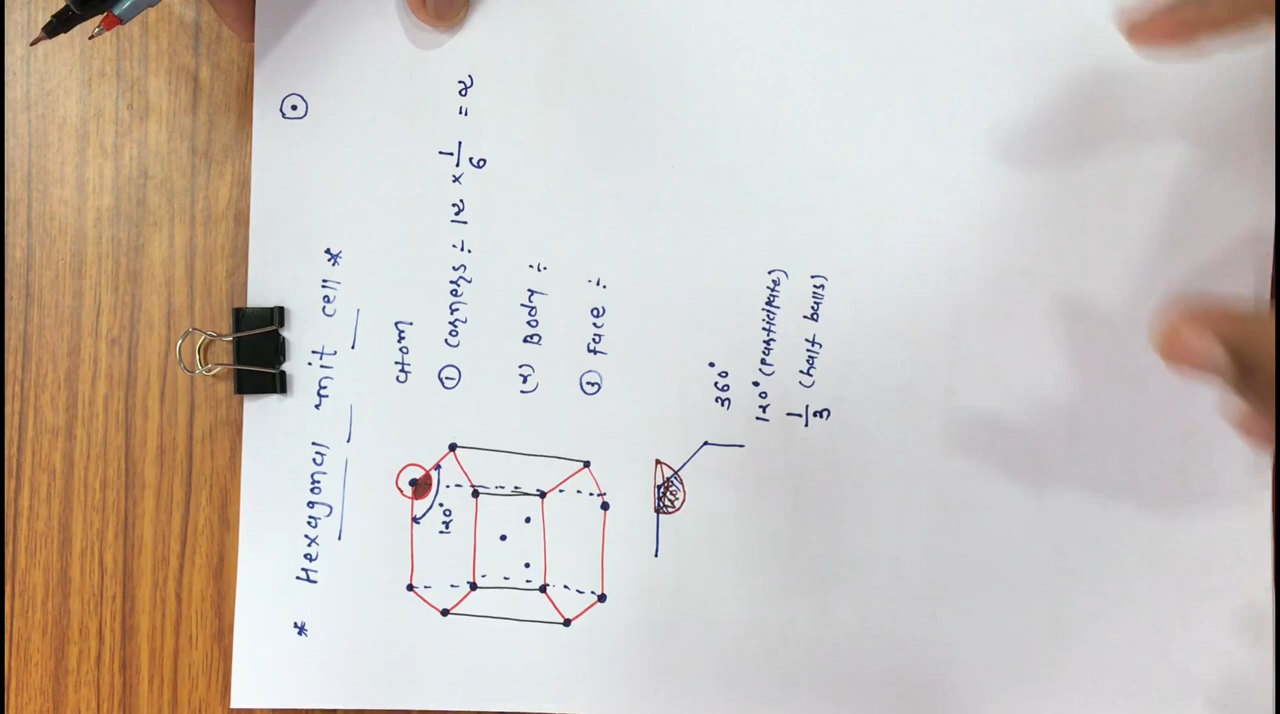 * Hexagonal unit cell *
Atom
① Corners ÷ 12 × 1/6 = 2
(2) Body ÷
③ Face ÷
120°
360°
120° (participate)
1/3 (half balls)
120°